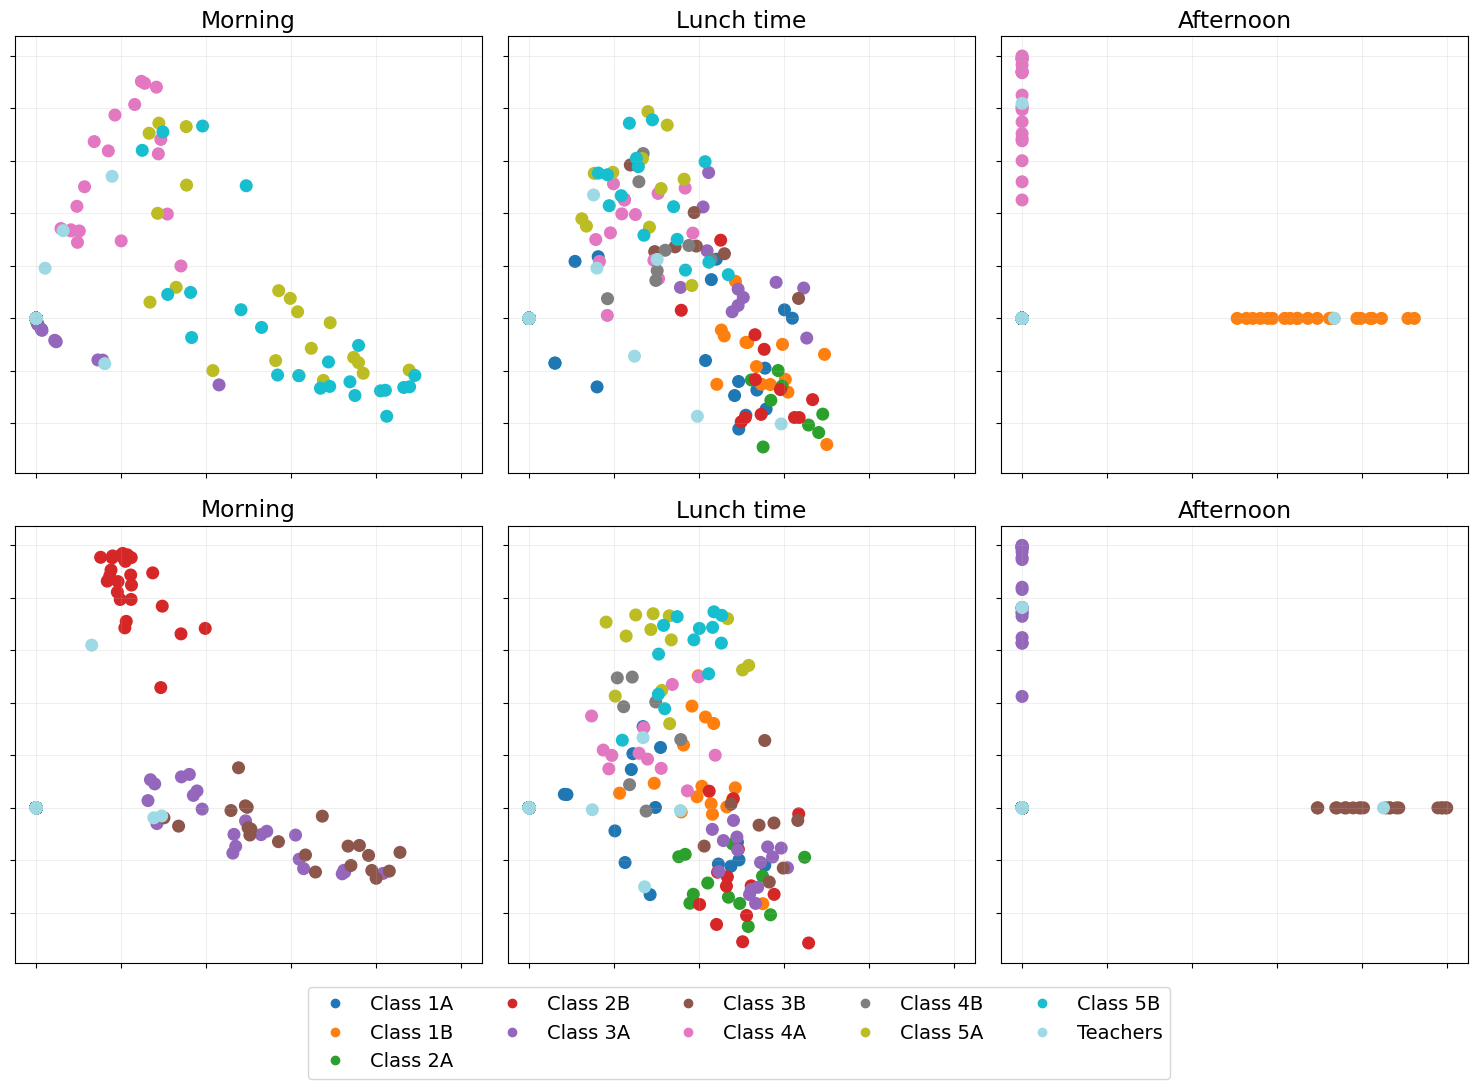 Morning
Lunch time
Afternoon
Morning
Lunch time
Afternoon
Class 1A
Class 2B
Class 3B
Class 4B
Class 5B
Class 1B
Class 3A
Class 4A
Class 5A
Teachers
Class 2A